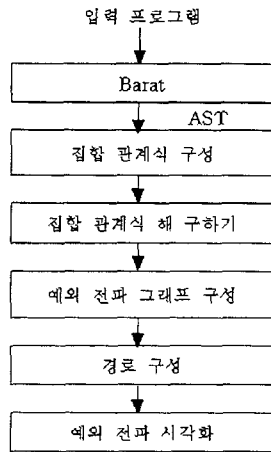 입력 프로그램
Barat
AST
집합 관계식 구성
집합 관계식 해 구하기
예외 전파 그래프 구성
경로 구성
예외 전파 시각화